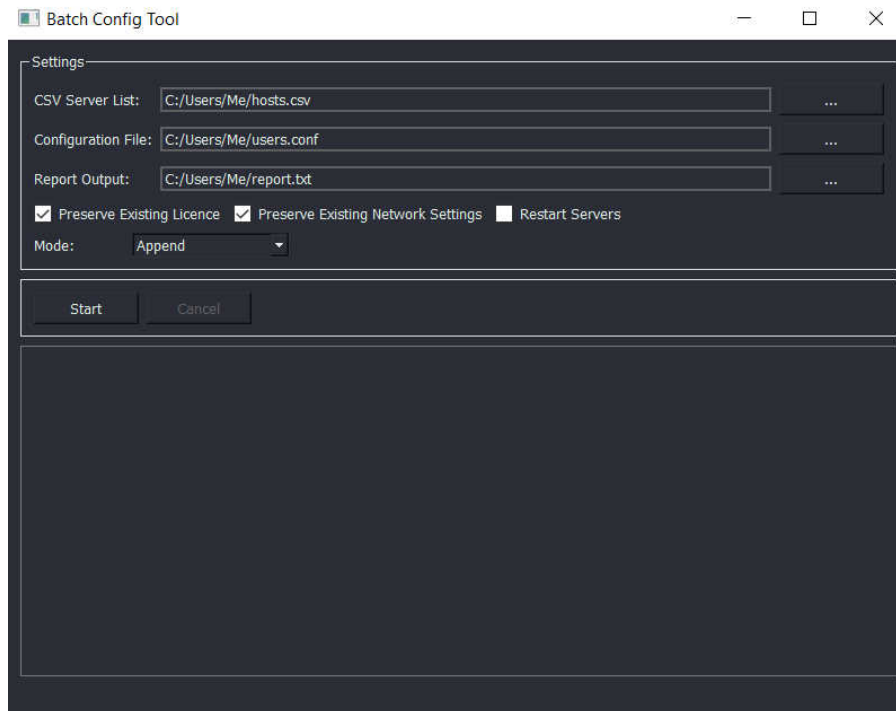 Batch Config Tool
Settings
CSV Server List: C:/Users/Me/hosts.csv ...
Configuration File: C:/Users/Me/users.conf ...
Report Output: C:/Users/Me/report.txt ...
Preserve Existing Licence Preserve Existing Network Settings Restart Servers
Mode: Append
Start Cancel